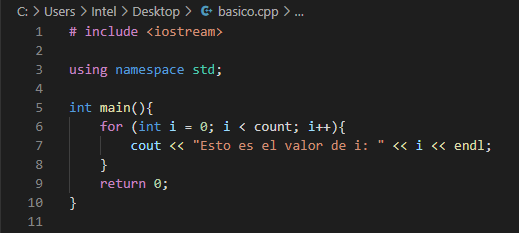 C: > Users > Intel > Desktop > basico.cpp > ...
1 # include <iostream>
2
3 using namespace std;
4
5 int main(){
6 for (int i = 0; i < count; i++){
7 cout << "Esto es el valor de i: " << i << endl;
8 }
9 return 0;
10 }
11